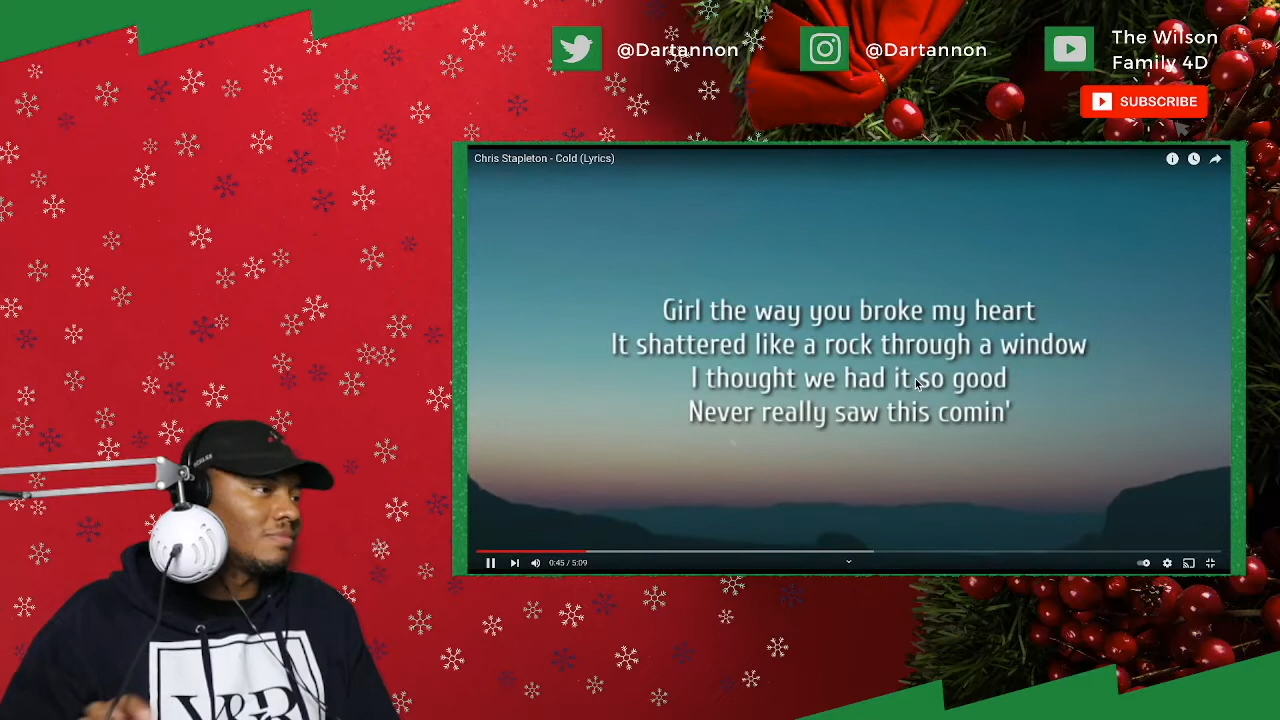 @Dartannon
@Dartannon
The Wilson
Family 4D
SUBSCRIBE
Chris Stapleton - Cold (Lyrics)
Girl the way you broke my heart
It shattered like a rock through a window
I thought we had it so good
Never really saw this comin'
0:45 / 5:09
V&R